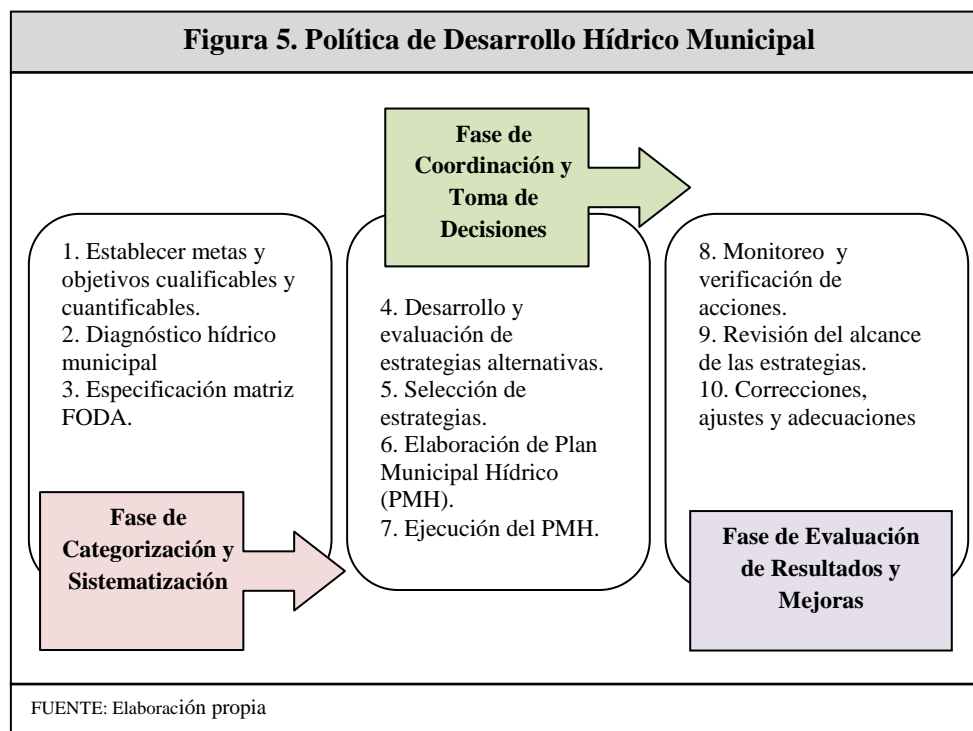 Figura 5. Política de Desarrollo Hídrico Municipal
1. Establecer metas y
objetivos cualificables y
cuantificables.
2. Diagnóstico hídrico
municipal
3. Especificación matriz
FODA.
Fase de
Categorización y
Sistematización
Fase de
Coordinación y
Toma de
Decisiones
4. Desarrollo y
evaluación de
estrategias alternativas.
5. Selección de
estrategias.
6. Elaboración de Plan
Municipal Hídrico
(PMH).
7. Ejecución del PMH.
8. Monitoreo y
verificación de
acciones.
9. Revisión del alcance
de las estrategias.
10. Correcciones,
ajustes y adecuaciones
Fase de Evaluación
de Resultados y
Mejoras
FUENTE: Elaboración propia